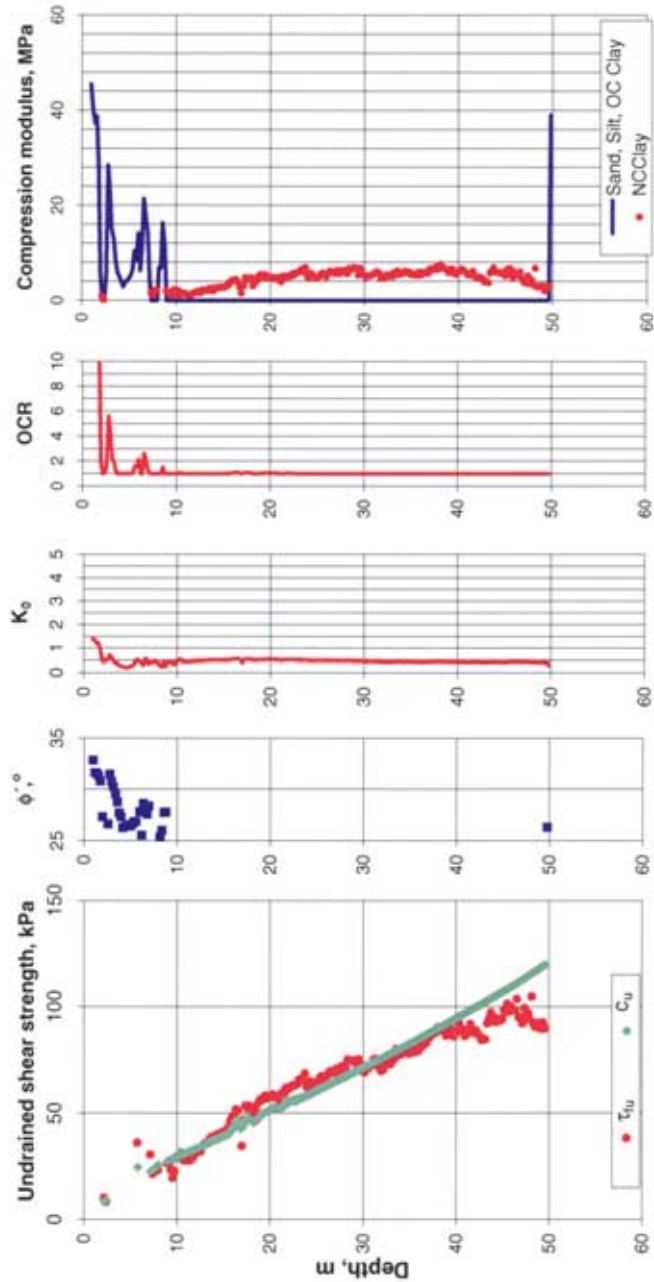 Undrained shear strength, kPa
0 50 100 150
Depth, m
0
10
20
30
40
50
60
τfu
cu
ϕ´,°
25 35
0
10
20
30
40
50
60
K0
0 1 2 3 4 5
0
10
20
30
40
50
60
OCR
0 2 4 6 8 10
0
10
20
30
40
50
60
Compression modulus, MPa
0 20 40 60
0
10
20
30
40
50
60
Sand, Silt, OC Clay
NCClay